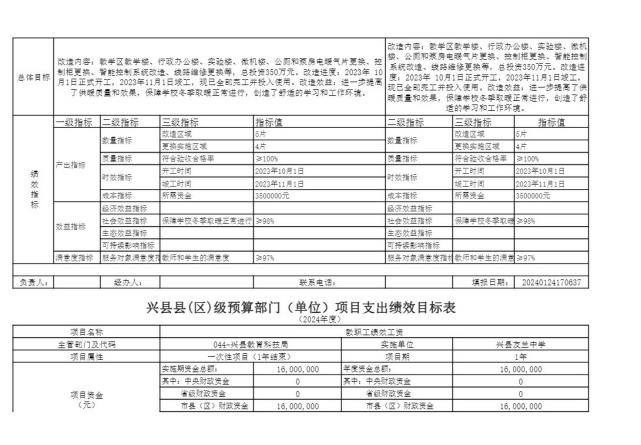 总体目标
改造内容：教学区教学楼、行政办公楼、实验楼、微机楼、公厕和泵房电暖气片更换、控制柜更换、智能控制系统改造、线路维修更换等，总投资350万元。改造进度：2023年 10月1日正式开工，2023年11月1日竣工，现已全部完工并投入使用。改造效益：进一步提高了供暖质量和效果，保障学校冬季取暖正常进行，创造了舒适的学习和工作环境。
改造内容：教学区教学楼、行政办公楼、实验楼、微机楼、公厕和泵房电暖气片更换、控制柜更换、智能控制系统改造、线路维修更换等，总投资350万元。改造进度：2023年 10月1日正式开工，2023年11月1日竣工，现已全部完工并投入使用。改造效益：进一步提高了供暖质量和效果，保障学校冬季取暖正常进行，创造了舒适的学习和工作环境。
绩效指标
一级指标 二级指标 三级指标 指标值 二级指标 三级指标 指标值
产出指标 数量指标 改造区域 5片 数量指标 改造区域 5片
更换实施区域 4片 更换实施区域 4片
质量指标 符合验收合格率 ≥100% 质量指标 符合验收合格率 ≥100%
时效指标 开工时间 2023年10月1日 时效指标 开工时间 2023年10月1日
竣工时间 2023年11月1日 竣工时间 2023年11月1日
成本指标 所需资金 3500000元 成本指标 所需资金 3500000元
效益指标 经济效益指标 经济效益指标
社会效益指标 保障学校冬季取暖正常进行 ≥98% 社会效益指标 保障学校冬季取暖 ≥98%
生态效益指标 生态效益指标
可持续影响指标 可持续影响指标
满意度指标 服务对象满意度指 教师和学生的满意度 ≥97% 服务对象满意度指标 教师和学生的满意 ≥97%
负责人： 经办人： 联系电话： 填报日期： 20240124170637
兴县县(区)级预算部门（单位）项目支出绩效目标表
（2024年度）
项目名称 教职工绩效工资
主管部门及代码 044-兴县教育科技局 实施单位 兴县友兰中学
项目属性 一次性项目（1年结束） 项目期 1年
项目资金（元） 实施期资金总额： 16,000,000 年度资金总额： 16,000,000
其中：中央财政资金 0 其中：中央财政资金 0
省级财政资金 0 省级财政资金 0
市县（区）财政资金 16,000,000 市县（区）财政资金 16,000,000